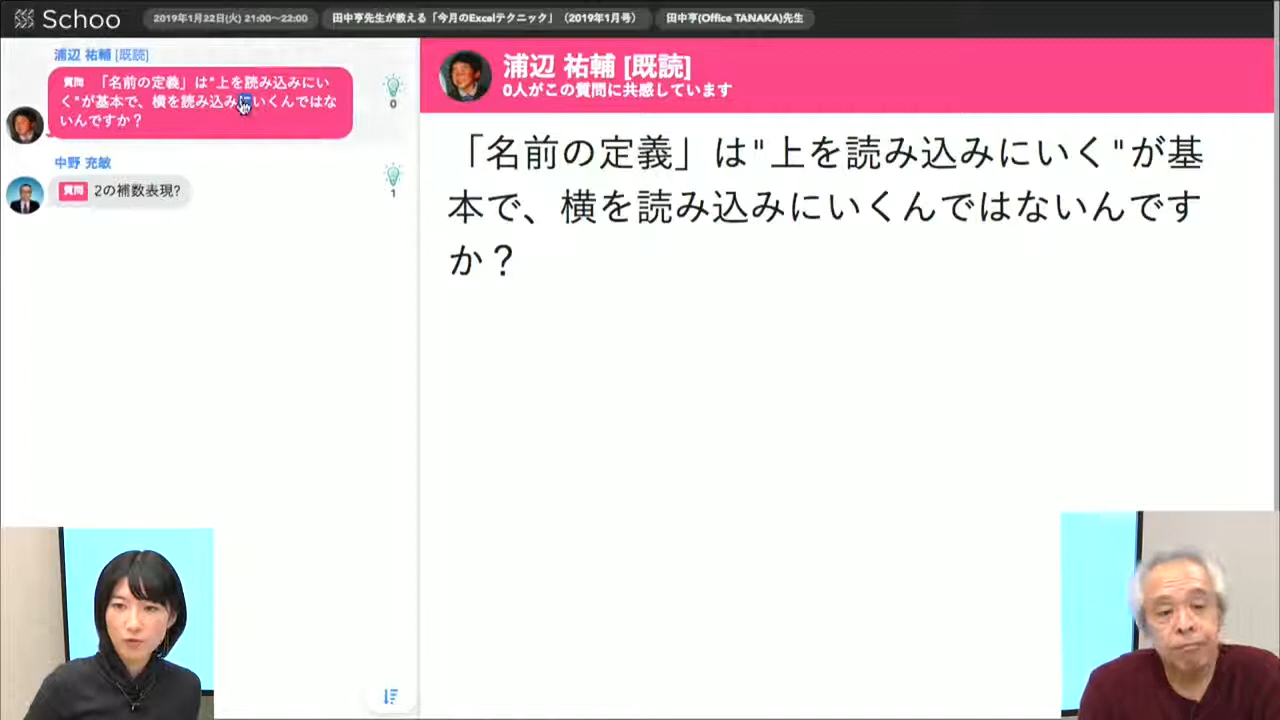 Schoo
2019年1月22日(火) 21:00〜22:00
田中亨先生が教える「今月のExcelテクニック」（2019年1月号）
田中亨(Office TANAKA)先生
浦辺 祐輔 [既読]
質問 「名前の定義」は"上を読み込みにい
く"が基本で、横を読み込みにいくんではな
いんですか？
0
中野 充敏
質問 2の補数表現?
1
浦辺 祐輔 [既読]
0人がこの質問に共感しています
「名前の定義」は"上を読み込みにいく"が基
本で、横を読み込みにいくんではないんです
か？